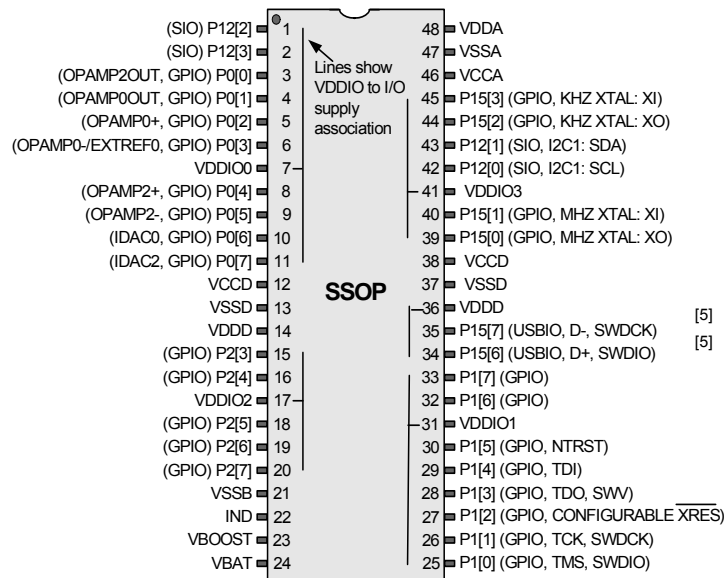 (SIO) P12[2] 1 48 VDDA
(SIO) P12[3] 2 47 VSSA
(OPAMP2OUT, GPIO) P0[0] 3 Lines show 46 VCCA
(OPAMP0OUT, GPIO) P0[1] 4 VDDIO to I/O 45 P15[3] (GPIO, KHZ XTAL: XI)
(OPAMP0+, GPIO) P0[2] 5 supply 44 P15[2] (GPIO, KHZ XTAL: XO)
(OPAMP0-/EXTREF0, GPIO) P0[3] 6 association 43 P12[1] (SIO, I2C1: SDA)
VDDIO0 7 42 P12[0] (SIO, I2C1: SCL)
(OPAMP2+, GPIO) P0[4] 8 41 VDDIO3
(OPAMP2-, GPIO) P0[5] 9 40 P15[1] (GPIO, MHZ XTAL: XI)
(IDAC0, GPIO) P0[6] 10 39 P15[0] (GPIO, MHZ XTAL: XO)
(IDAC2, GPIO) P0[7] 11 38 VCCD
VCCD 12 SSOP 37 VSSD
VSSD 13 36 VDDD [5]
VDDD 14 35 P15[7] (USBIO, D-, SWDCK)
(GPIO) P2[3] 15 34 P15[6] (USBIO, D+, SWDIO) [5]
(GPIO) P2[4] 16 33 P1[7] (GPIO)
VDDIO2 17 32 P1[6] (GPIO)
(GPIO) P2[5] 18 31 VDDIO1
(GPIO) P2[6] 19 30 P1[5] (GPIO, NTRST)
(GPIO) P2[7] 20 29 P1[4] (GPIO, TDI)
VSSB 21 28 P1[3] (GPIO, TDO, SWV)
IND 22 27 P1[2] (GPIO, CONFIGURABLE XRES)
VBOOST 23 26 P1[1] (GPIO, TCK, SWDCK)
VBAT 24 25 P1[0] (GPIO, TMS, SWDIO)